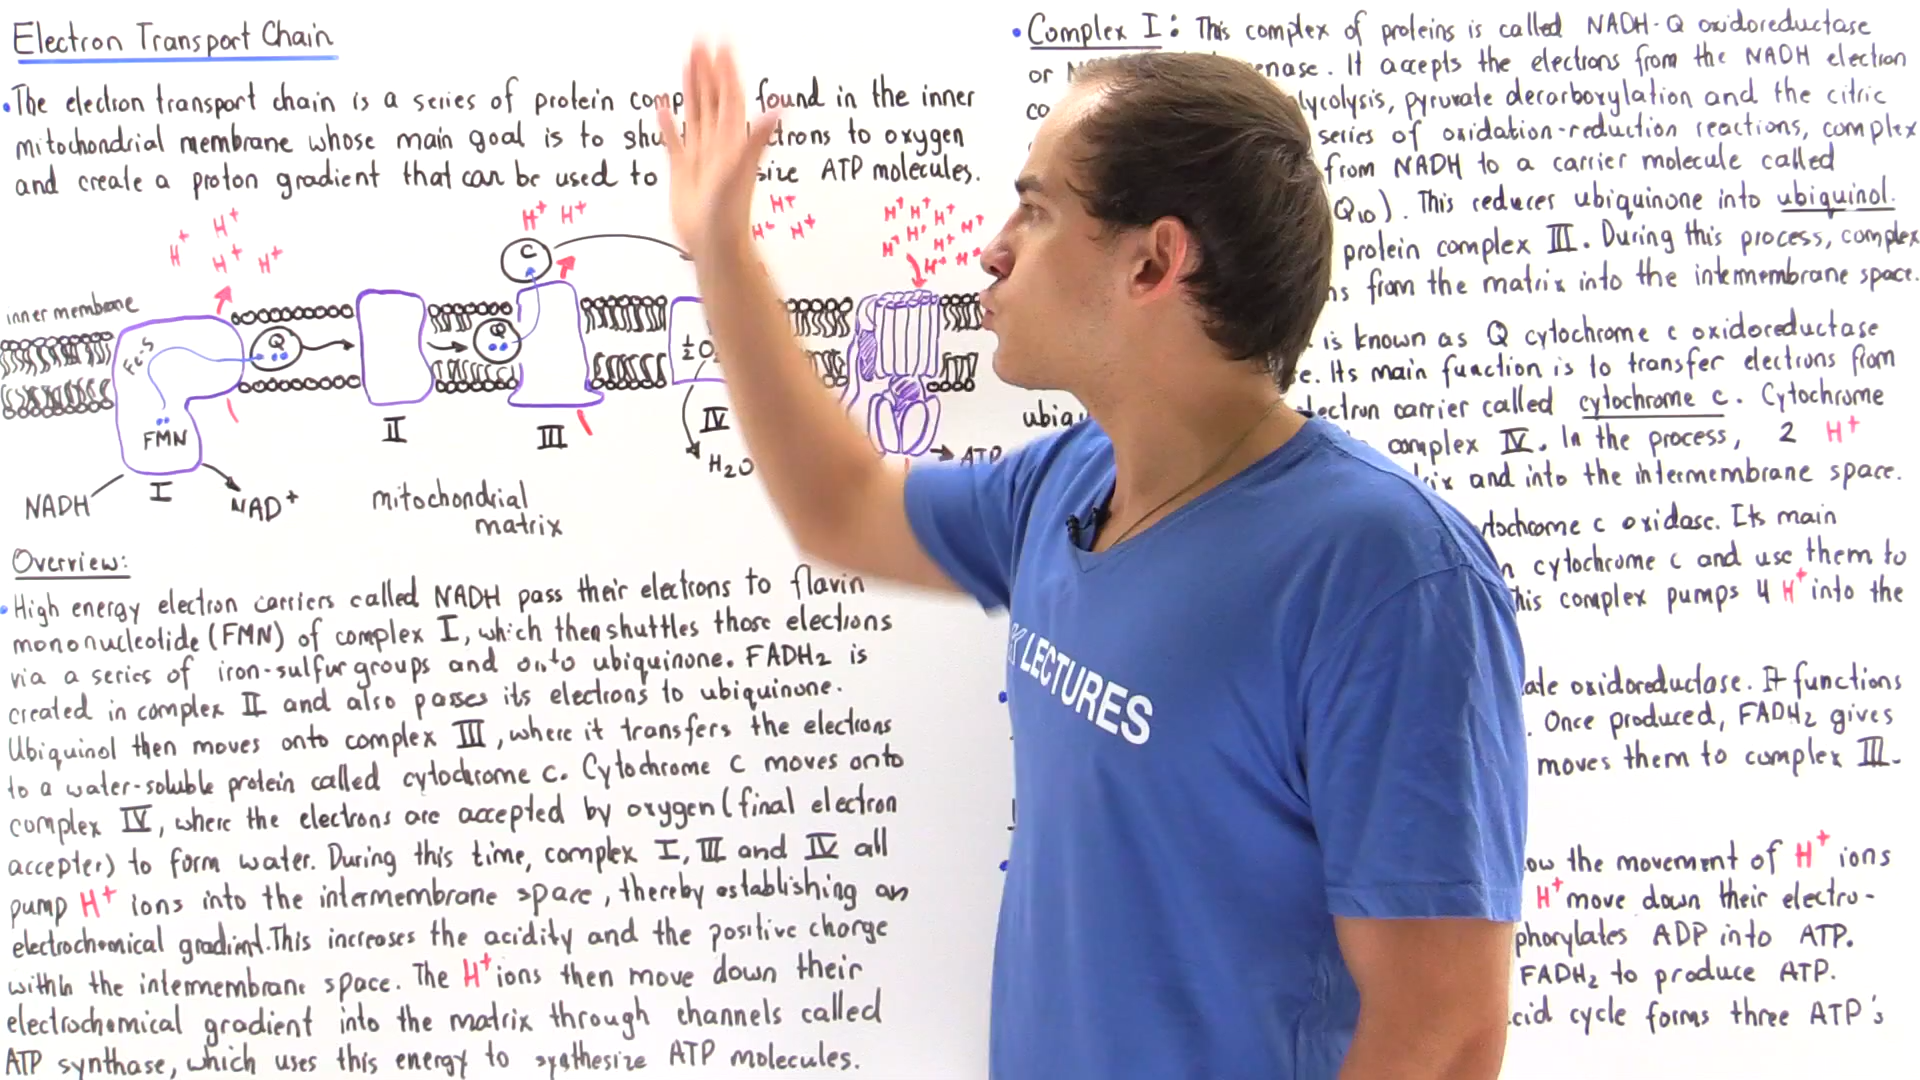 Electron Transport Chain
•The electron transport chain is a series of protein comp found in the inner
mitochondrial membrane whose main goal is to shu trons to oxygen
and create a proton gradient that can be used to size ATP molecules.
H+ H+ H+ H+
H+ H+
H+ H+ H+
H+ H+ H+ H+ H+ H+ H+ H+ H+
inner membrane
Fe-S
Q
FMN
I
NADH
NAD+
II
Q
C
III
½ O
IV
H2O
ATP
mitochondrial
matrix
Overview:
•High energy electron carriers called NADH pass their electrons to flavin
mononucleotide (FMN) of complex I, which then shuttles those electrons
via a series of iron-sulfur groups and onto ubiquinone. FADH2 is
created in complex II and also passes its electrons to ubiquinone.
Ubiquinol then moves onto complex III, where it transfers the electrons
to a water-soluble protein called cytochrome c. Cytochrome c moves onto
complex IV, where the electrons are accepted by oxygen (final electron
accepter) to form water. During this time, complex I, III and IV all
pump H+ ions into the intermembrane space, thereby establishing an
electrochemical gradient. This increases the acidity and the positive charge
within the intermembrane space. The H+ ions then move down their
electrochemical gradient into the matrix through channels called
ATP synthase, which uses this energy to synthesize ATP molecules.
•Complex I: This complex of proteins is called NADH-Q oxidoreductase
or N enase. It accepts the electrons from the NADH electron
co lycolysis, pyruvate decarboxylation and the citric
series of oxidation-reduction reactions, complex
from NADH to a carrier molecule called
Q10). This reduces ubiquinone into ubiquinol.
protein complex III. During this process, complex
ns from the matrix into the intermembrane space.
is known as Q cytochrome c oxidoreductase
e. Its main function is to transfer electrons from
ubiqu lectron carrier called cytochrome c. Cytochrome
complex IV. In the process, 2 H+
ix and into the intermembrane space.
tochrome c oxidase. Its main
n cytochrome c and use them to
his complex pumps 4 H+ into the
ate oxidoreductase. It functions
. Once produced, FADH2 gives
moves them to complex III.
ow the movement of H+ ions
H+ move down their electro-
phorylates ADP into ATP.
FADH2 to produce ATP.
cid cycle forms three ATP's
LECTURES